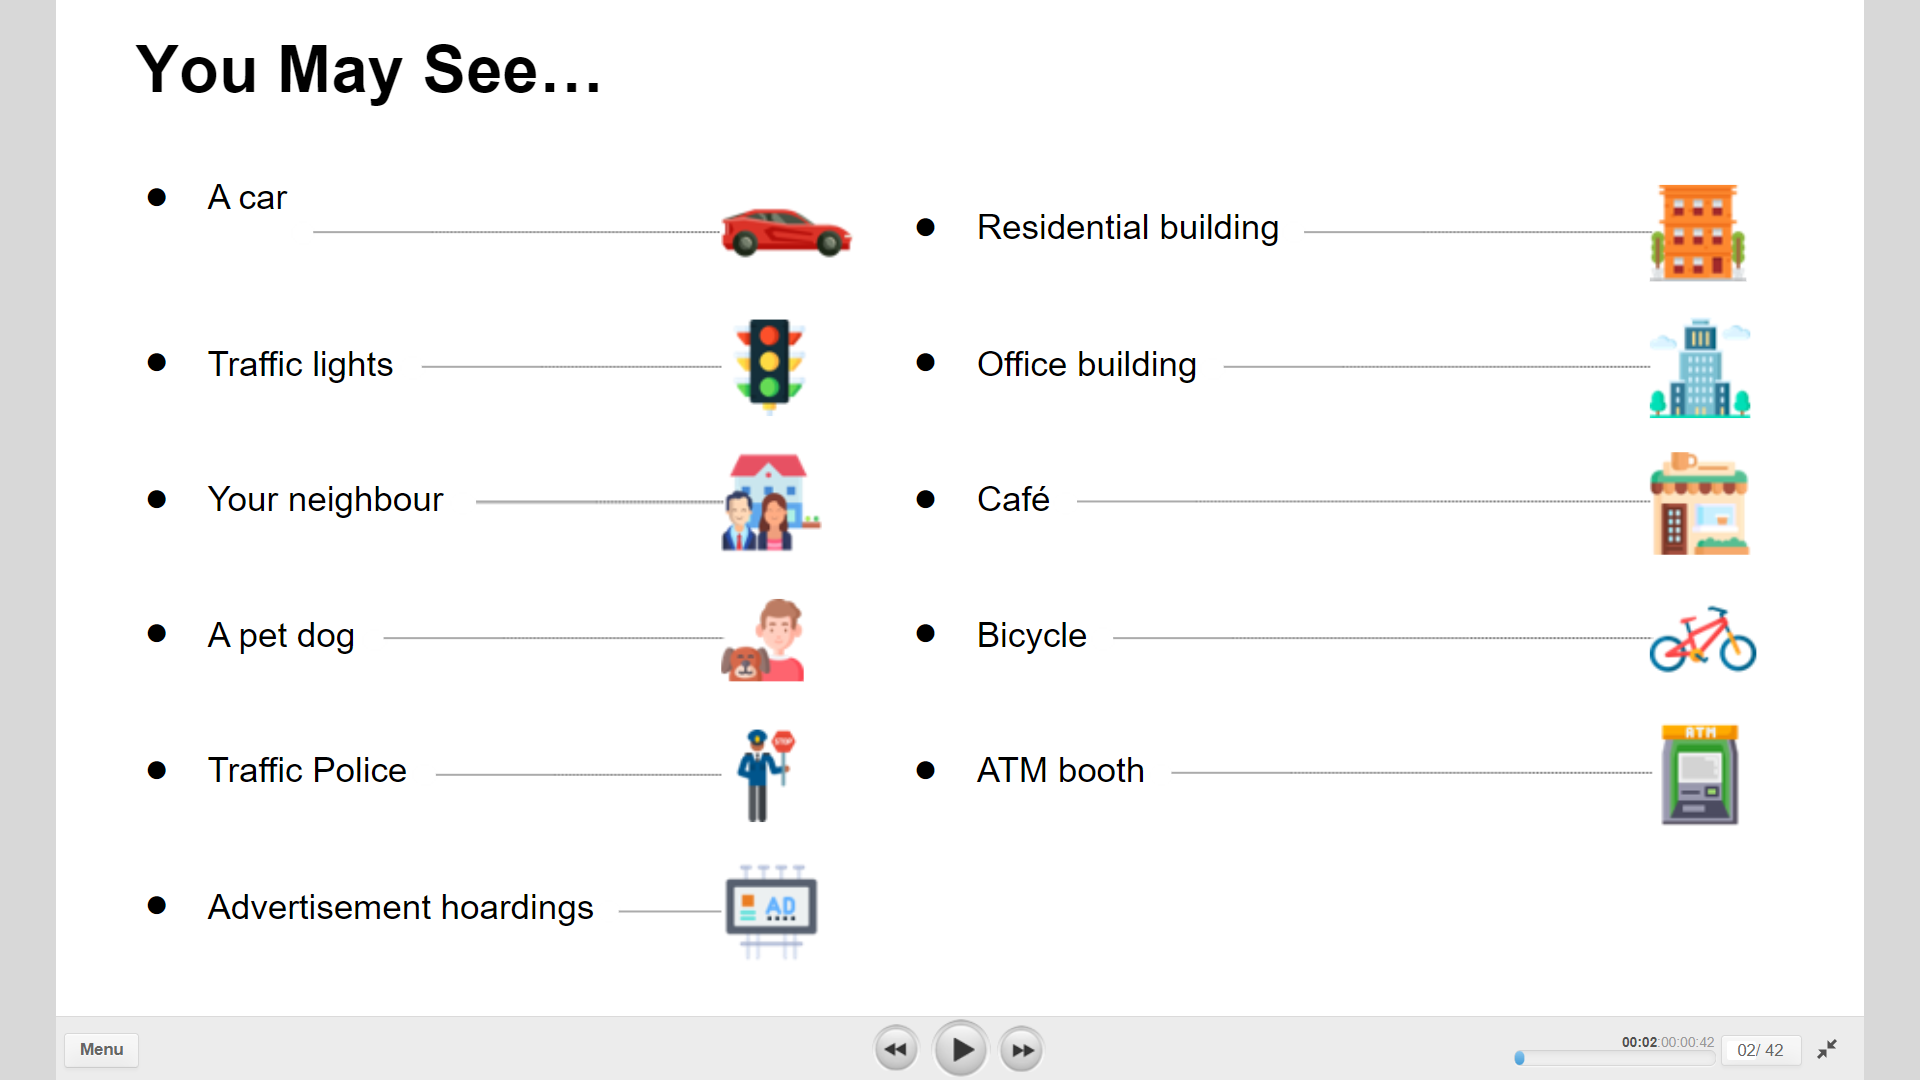 You May See…
A car
Traffic lights
Your neighbour
A pet dog
Traffic Police
STOP
Advertisement hoardings
AD
Residential building
Office building
Café
Bicycle
ATM booth
ATM
Menu
00:02:00:00:42
02/ 42